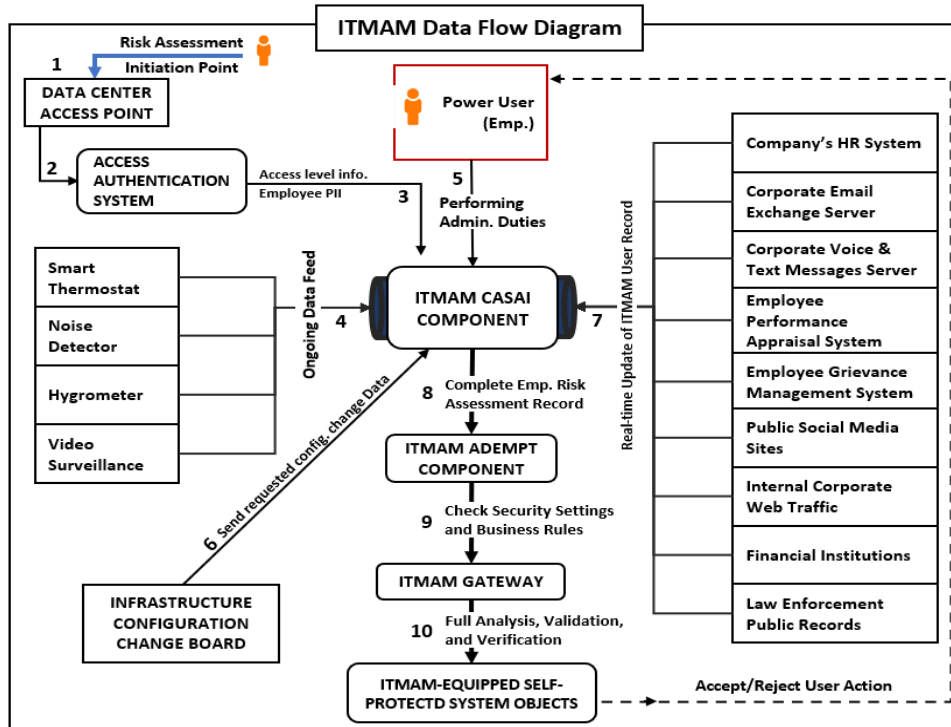 ITMAM Data Flow Diagram
Risk Assessment
Initiation Point
1
DATA CENTER
ACCESS POINT
2
ACCESS
AUTHENTICATION
SYSTEM
Access level info.
Employee PII
3
Power User
(Emp.)
5
Performing
Admin. Duties
Smart
Thermostat
Noise
Detector
Hygrometer
Video
Surveillance
Ongoing Data Feed
4
ITMAM CASAI
COMPONENT
7
Real-time Update of ITMAM User Record
Company's HR System
Corporate Email
Exchange Server
Corporate Voice &
Text Messages Server
Employee
Performance
Appraisal System
Employee Grievance
Management System
Public Social Media
Sites
Internal Corporate
Web Traffic
Financial Institutions
Law Enforcement
Public Records
6 Send requested config. change Data
INFRASTRUCTURE
CONFIGURATION
CHANGE BOARD
8
Complete Emp. Risk
Assessment Record
ITMAM ADEMPT
COMPONENT
9
Check Security Settings
and Business Rules
ITMAM GATEWAY
10
Full Analysis, Validation,
and Verification
ITMAM-EQUIPPED SELF-
PROTECTD SYSTEM OBJECTS
Accept/Reject User Action